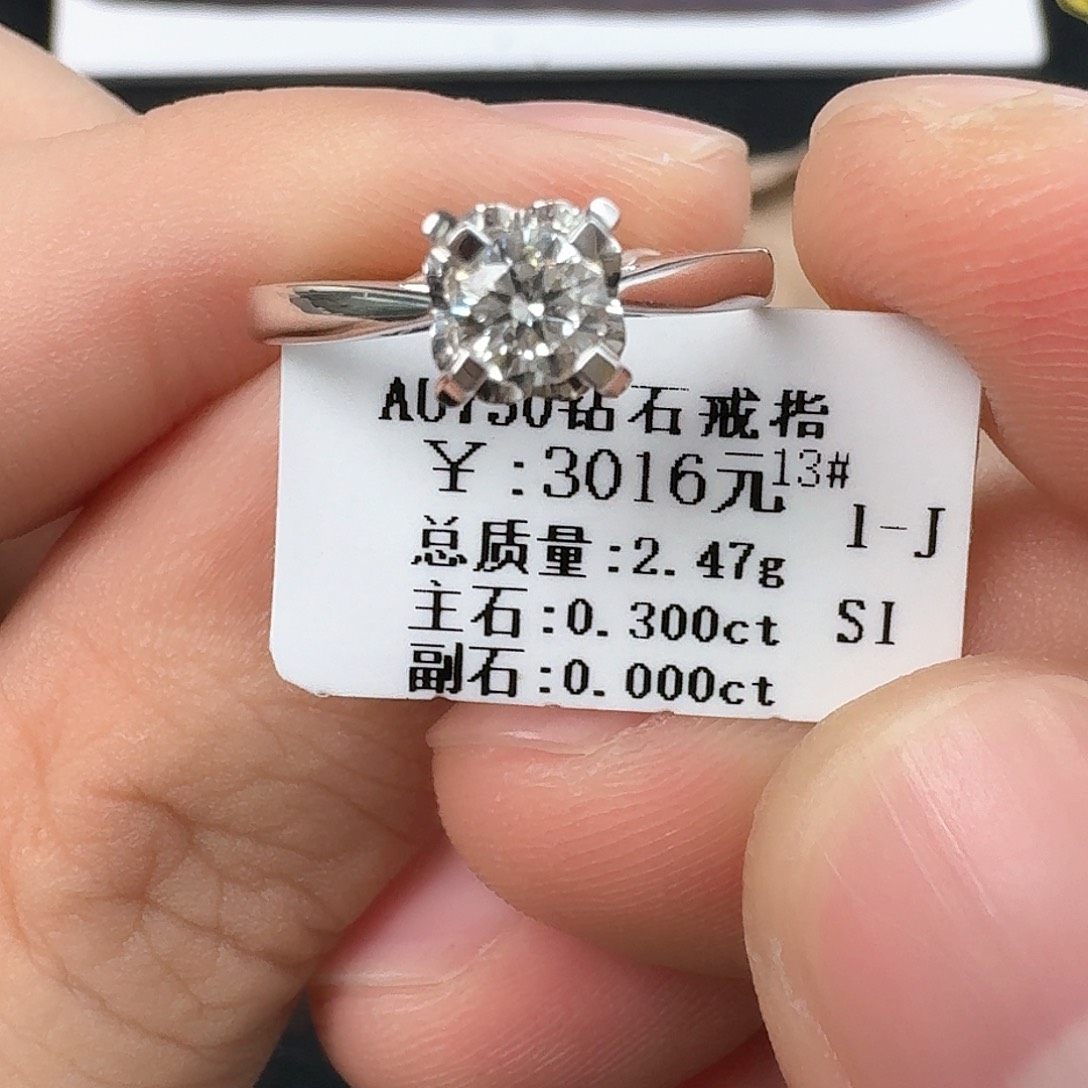 AU750钻石戒指
¥:3016元13#
I-J
总质量:2.47g
主石:0.300ct SI
副石:0.000ct